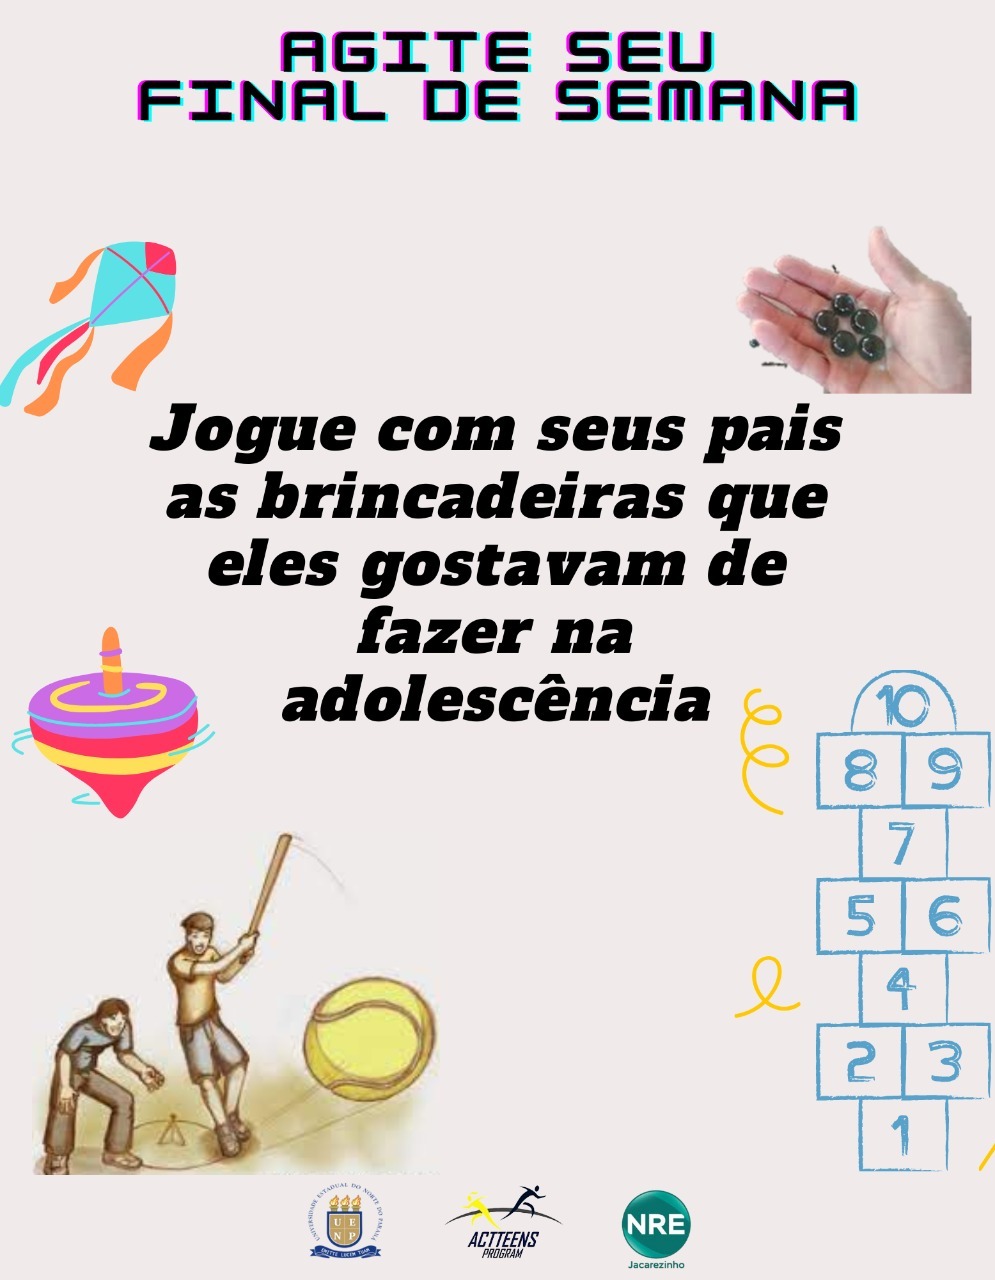 AGITE SEU
FINAL DE SEMANA
Jogue com seus pais
as brincadeiras que
eles gostavam de
fazer na
adolescência
10
8 9
7
5 6
4
2 3
1
UNIVERSIDADE ESTADUAL DO NORTE DO PARANÁ
U E
N P
EMITTE LUCEM TUAM
ACTTEENS
PROGRAM
NRE
Jacarezinho